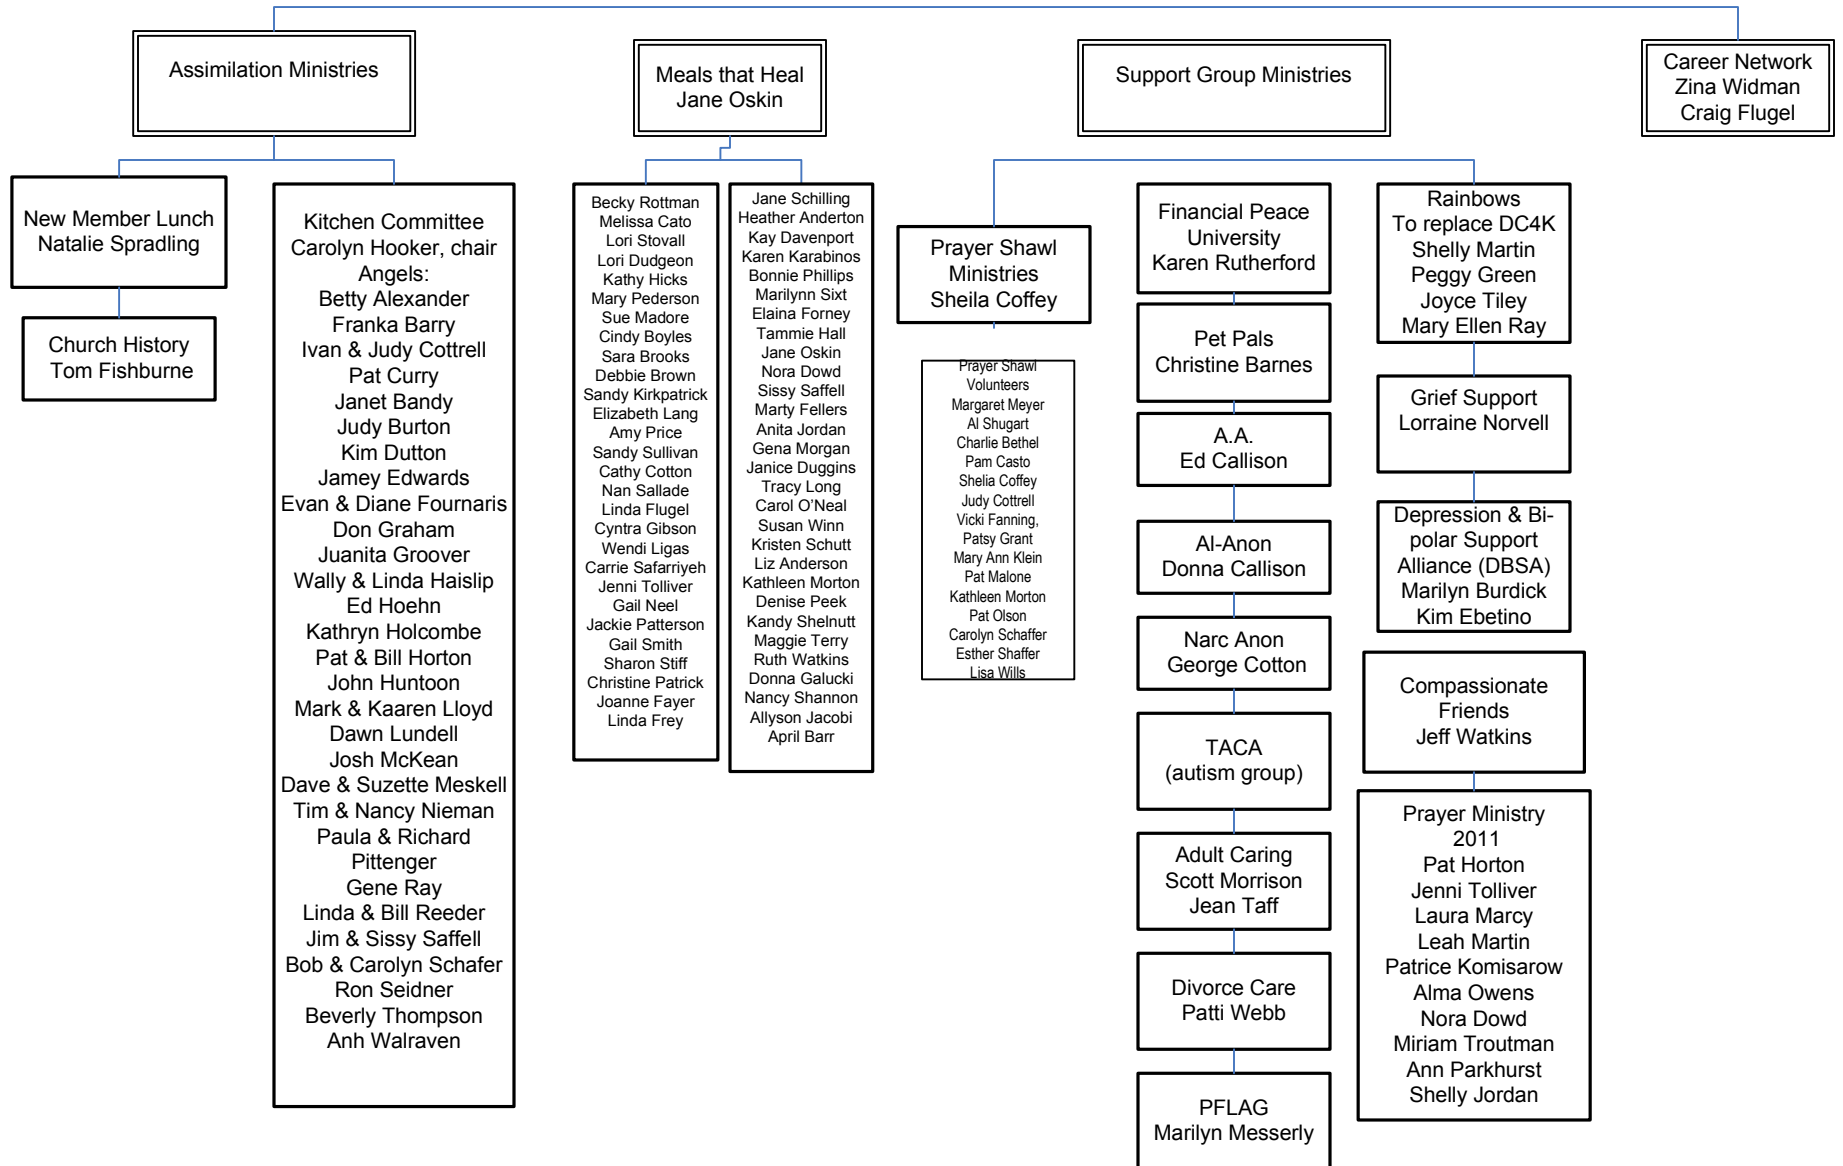 Assimilation Ministries
Meals that Heal
Jane Oskin
Support Group Ministries
Career Network
Zina Widman
Craig Flugel
New Member Lunch
Natalie Spradling
Church History
Tom Fishburne
Kitchen Committee
Carolyn Hooker, chair
Angels:
Betty Alexander
Franka Barry
Ivan & Judy Cottrell
Pat Curry
Janet Bandy
Judy Burton
Kim Dutton
Jamey Edwards
Evan & Diane Fournaris
Don Graham
Juanita Groover
Wally & Linda Haislip
Ed Hoehn
Kathryn Holcombe
Pat & Bill Horton
John Huntoon
Mark & Kaaren Lloyd
Dawn Lundell
Josh McKean
Dave & Suzette Meskell
Tim & Nancy Nieman
Paula & Richard
Pittenger
Gene Ray
Linda & Bill Reeder
Jim & Sissy Saffell
Bob & Carolyn Schafer
Ron Seidner
Beverly Thompson
Anh Walraven
Becky Rottman
Melissa Cato
Lori Stovall
Lori Dudgeon
Kathy Hicks
Mary Pederson
Sue Madore
Cindy Boyles
Sara Brooks
Debbie Brown
Sandy Kirkpatrick
Elizabeth Lang
Amy Price
Sandy Sullivan
Cathy Cotton
Nan Sallade
Linda Flugel
Cyntra Gibson
Wendi Ligas
Carrie Safarriyeh
Jenni Tolliver
Gail Neel
Jackie Patterson
Gail Smith
Sharon Stiff
Christine Patrick
Joanne Fayer
Linda Frey
Jane Schilling
Heather Anderton
Kay Davenport
Karen Karabinos
Bonnie Phillips
Marilynn Sixt
Elaina Forney
Tammie Hall
Jane Oskin
Nora Dowd
Sissy Saffell
Marty Fellers
Anita Jordan
Gena Morgan
Janice Duggins
Tracy Long
Carol O’Neal
Susan Winn
Kristen Schutt
Liz Anderson
Kathleen Morton
Denise Peek
Kandy Shelnutt
Maggie Terry
Ruth Watkins
Donna Galucki
Nancy Shannon
Allyson Jacobi
April Barr
Prayer Shawl
Ministries
Sheila Coffey
Prayer Shawl
Volunteers
Margaret Meyer
Al Shugart
Charlie Bethel
Pam Casto
Shelia Coffey
Judy Cottrell
Vicki Fanning,
Patsy Grant
Mary Ann Klein
Pat Malone
Kathleen Morton
Pat Olson
Carolyn Schaffer
Esther Shaffer
Lisa Wills
Financial Peace
University
Karen Rutherford
Pet Pals
Christine Barnes
A.A.
Ed Callison
Al-Anon
Donna Callison
Narc Anon
George Cotton
TACA
(autism group)
Adult Caring
Scott Morrison
Jean Taff
Divorce Care
Patti Webb
PFLAG
Marilyn Messerly
Rainbows
To replace DC4K
Shelly Martin
Peggy Green
Joyce Tiley
Mary Ellen Ray
Grief Support
Lorraine Norvell
Depression & Bi-
polar Support
Alliance (DBSA)
Marilyn Burdick
Kim Ebetino
Compassionate
Friends
Jeff Watkins
Prayer Ministry
2011
Pat Horton
Jenni Tolliver
Laura Marcy
Leah Martin
Patrice Komisarow
Alma Owens
Nora Dowd
Miriam Troutman
Ann Parkhurst
Shelly Jordan